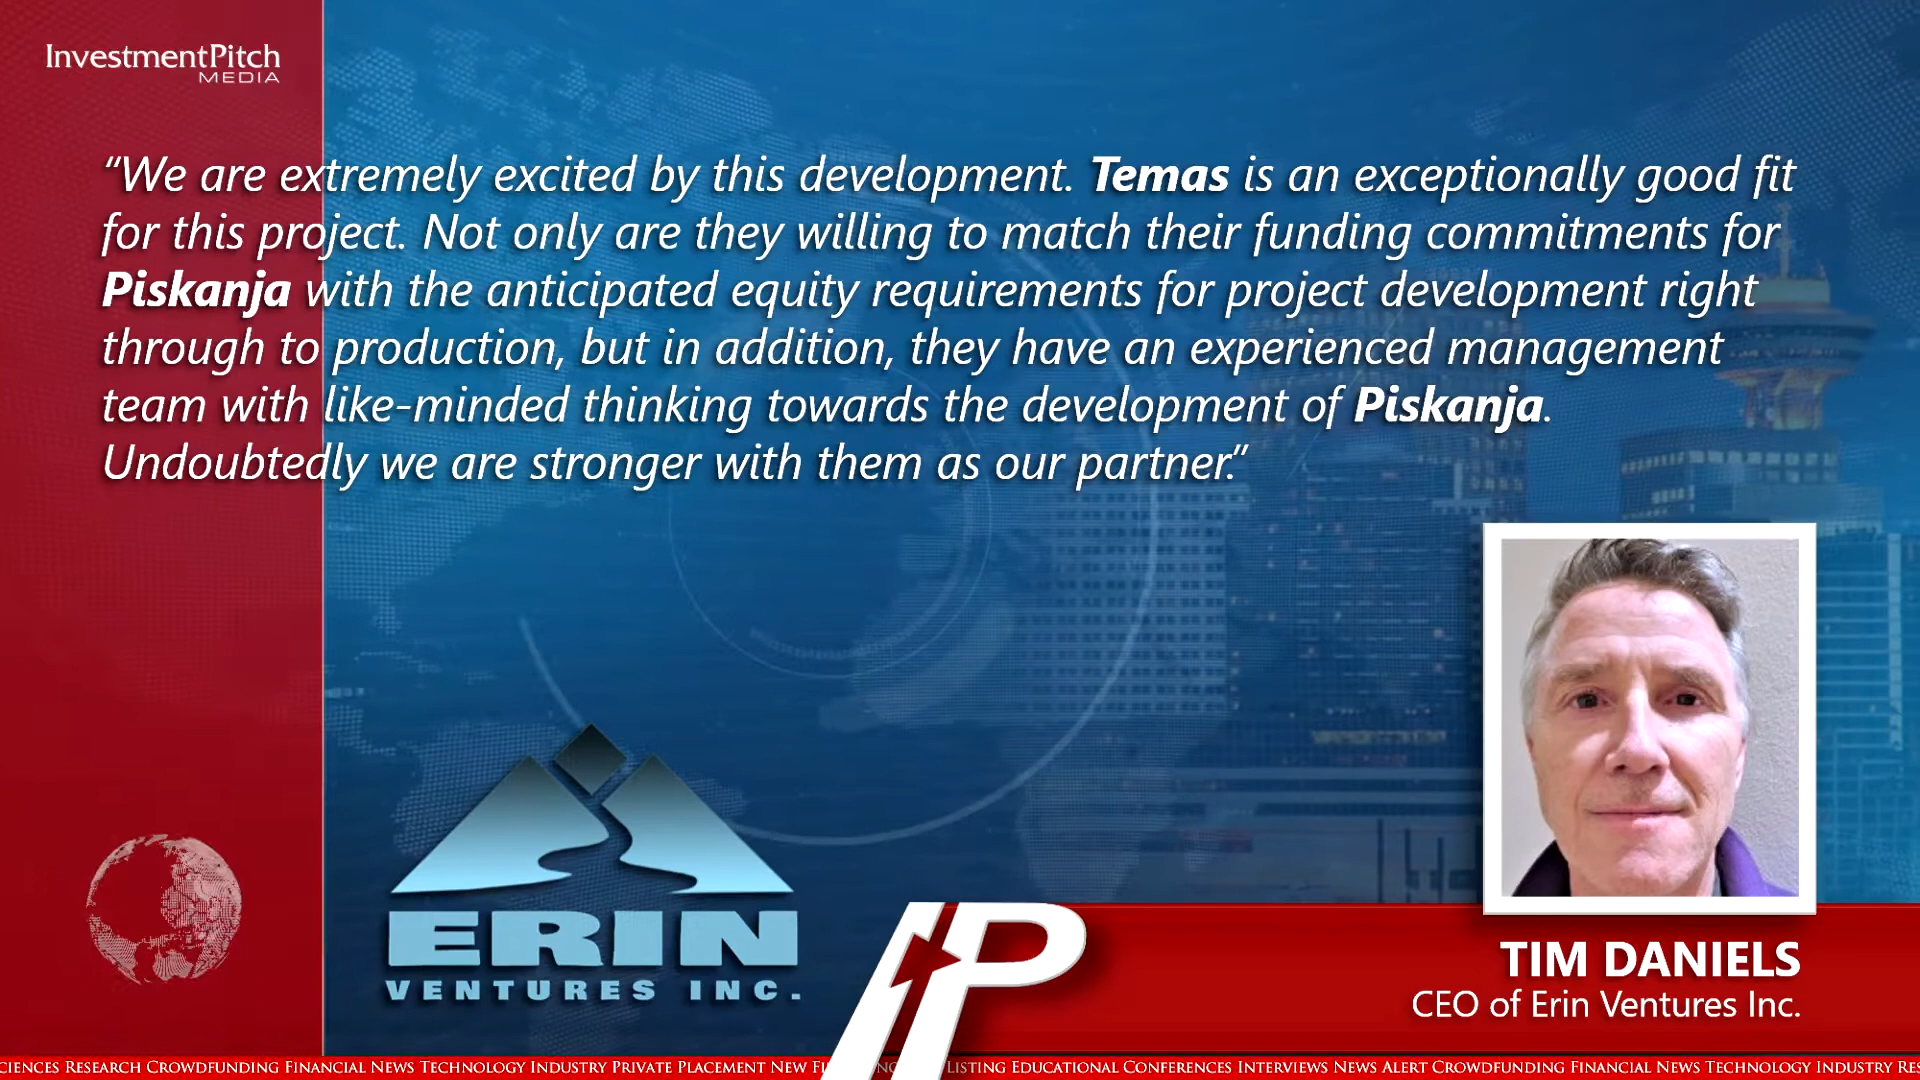 InvestmentPitch
MEDIA
“We are extremely excited by this development. Temas is an exceptionally good fit
for this project. Not only are they willing to match their funding commitments for
Piskanja with the anticipated equity requirements for project development right
through to production, but in addition, they have an experienced management
team with like-minded thinking towards the development of Piskanja.
Undoubtedly we are stronger with them as our partner.”
ERIN
VENTURES INC.
IP
TIM DANIELS
CEO of Erin Ventures Inc.
RESEARCH CROWDFUNDING FINANCIAL NEWS TECHNOLOGY INDUSTRY PRIVATE PLACEMENT NEW LISTING EDUCATIONAL CONFERENCES INTERVIEWS NEWS ALERT CROWDFUNDING FINANCIAL NEWS TECHNOLOGY INDUSTRY